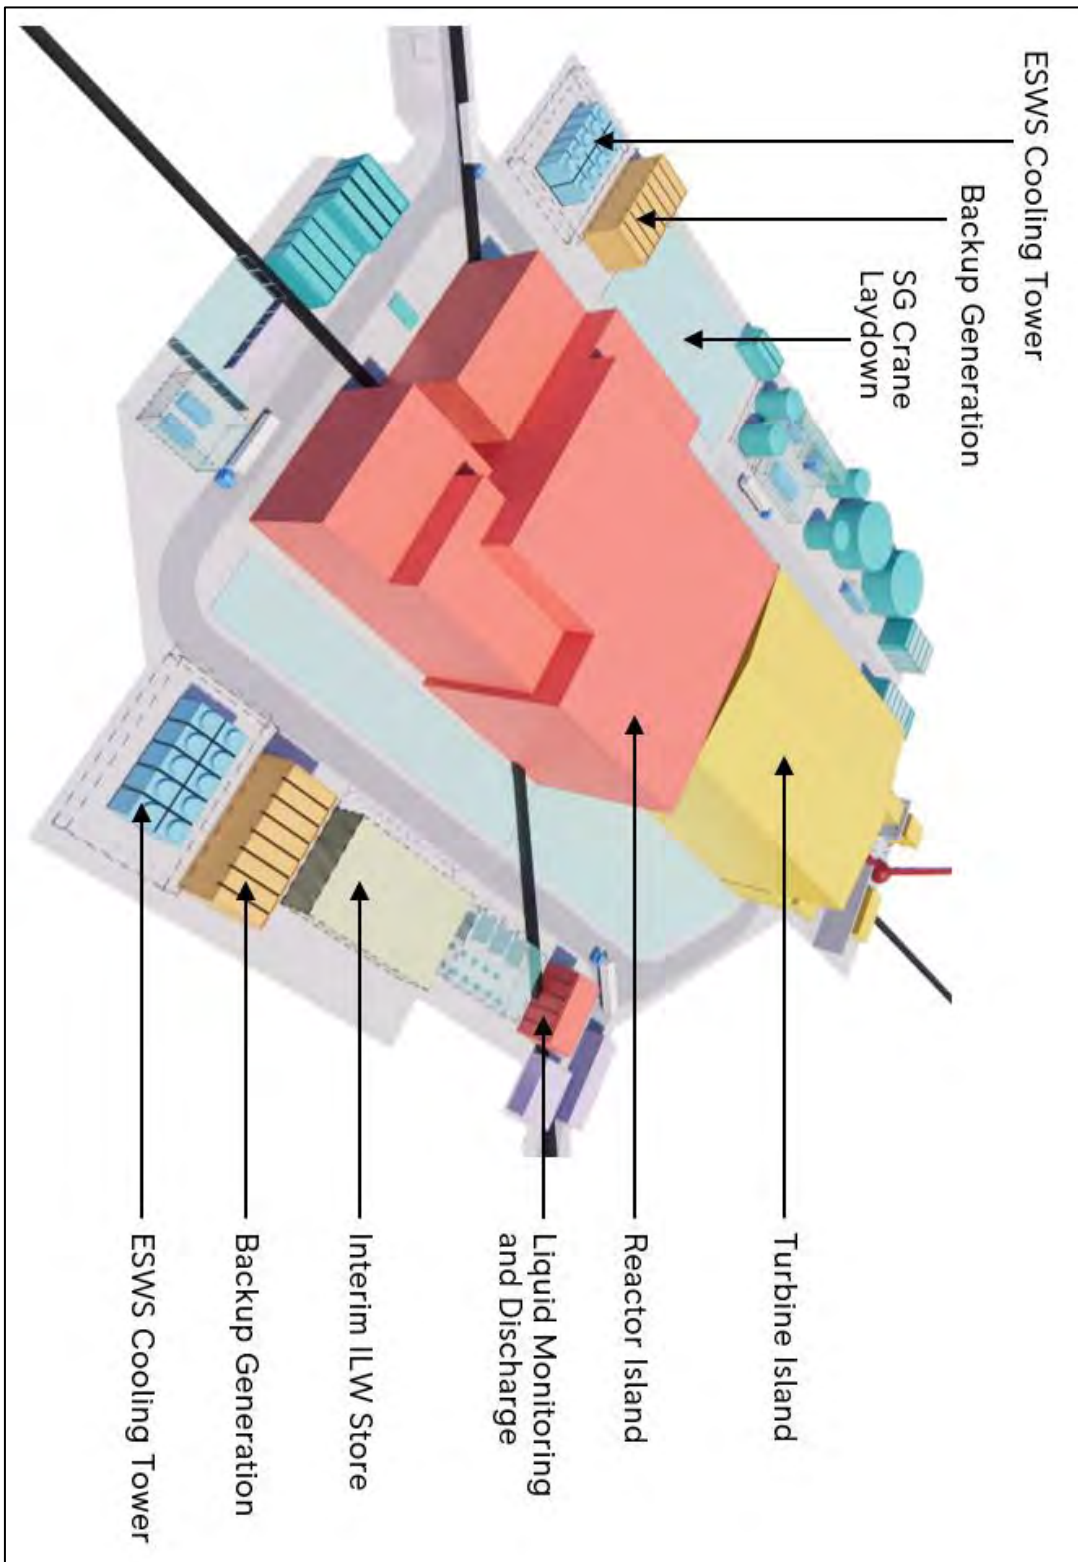 ESWS Cooling Tower
Backup Generation
SG Crane
Laydown
Turbine Island
Reactor Island
Liquid Monitoring
and Discharge
Interim ILW Store
Backup Generation
ESWS Cooling Tower